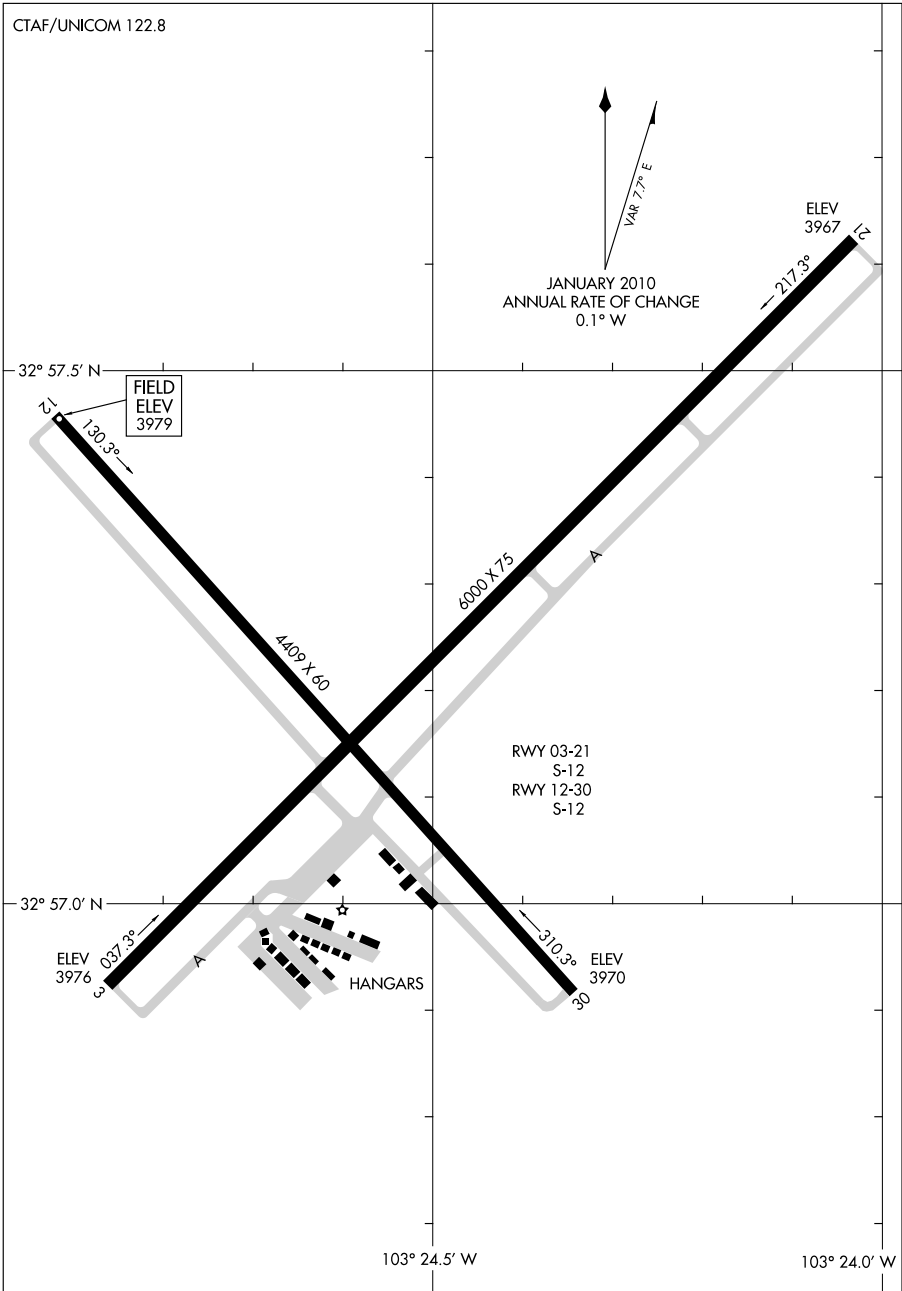 CTAF/UNICOM 122.8
VAR 7.7° E
JANUARY 2010
ANNUAL RATE OF CHANGE
0.1° W
ELEV
3967
21
217.3°
32° 57.5' N
FIELD
ELEV
3979
12
130.3°
6000 X 75
A
4409 X 60
RWY 03-21
S-12
RWY 12-30
S-12
32° 57.0' N
ELEV
3976
037.3°
3
A
HANGARS
310.3°
ELEV
3970
30
103° 24.5' W
103° 24.0' W